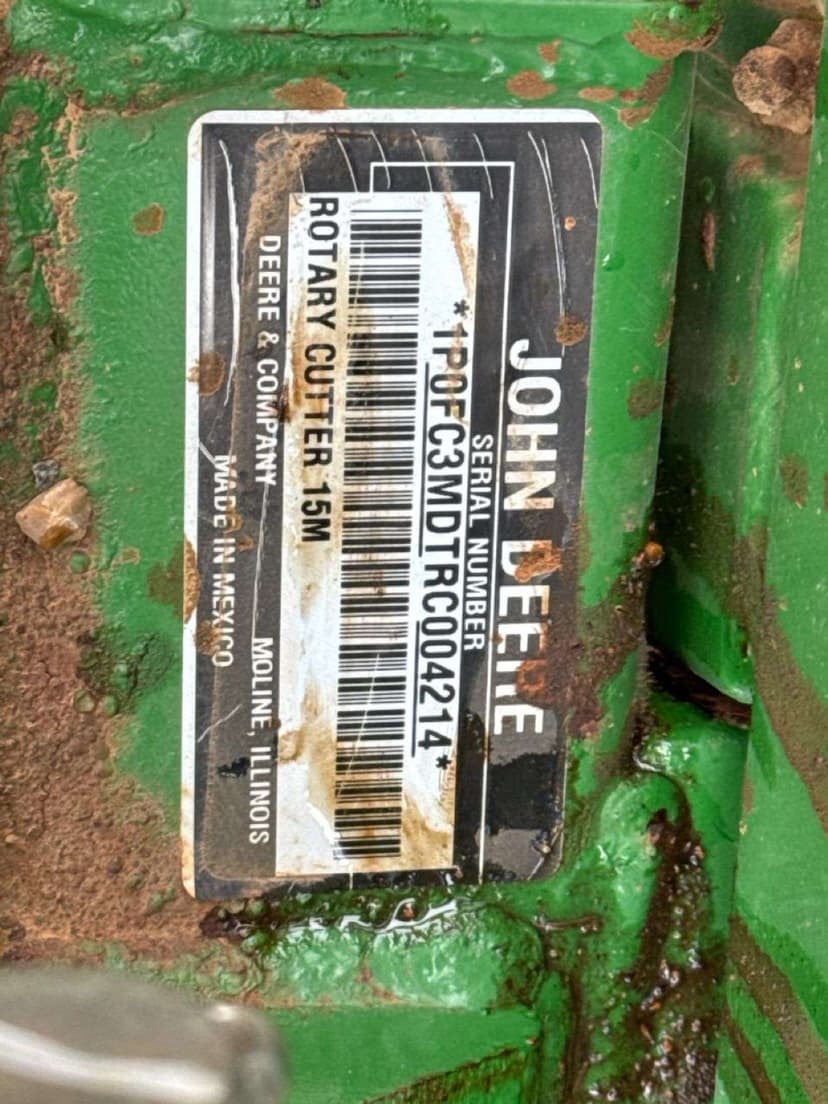 JOHN DEERE
SERIAL NUMBER
*1P0FC3MDTRC004214*
ROTARY CUTTER 15M
DEERE & COMPANY MOLINE, ILLINOIS
MADE IN MEXICO